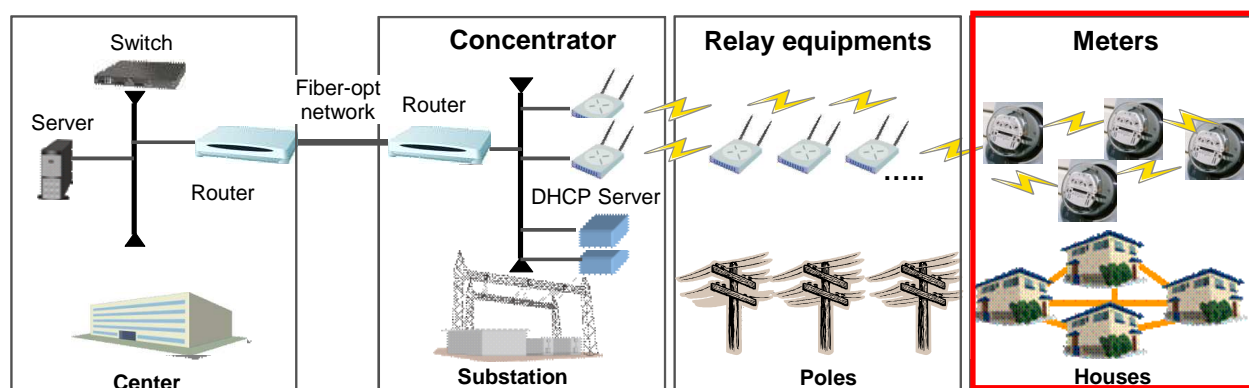 Switch
Server
Router
Center
Fiber-opt
network
Concentrator
Router
DHCP Server
Substation
Relay equipments
.....
Poles
Meters
Houses